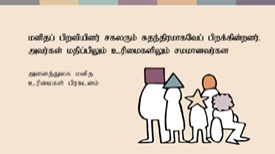 மனிதப் பிறவியினர் சகலரும் சுதந்திரமாகவே பிறக்கின்றனர்.
அவர்கள் மதிப்பிலும் உரிமைகளிலும் சமமானவர்கள
அனைத்துலக மனித
உரிமைகள் பிரகடனம்